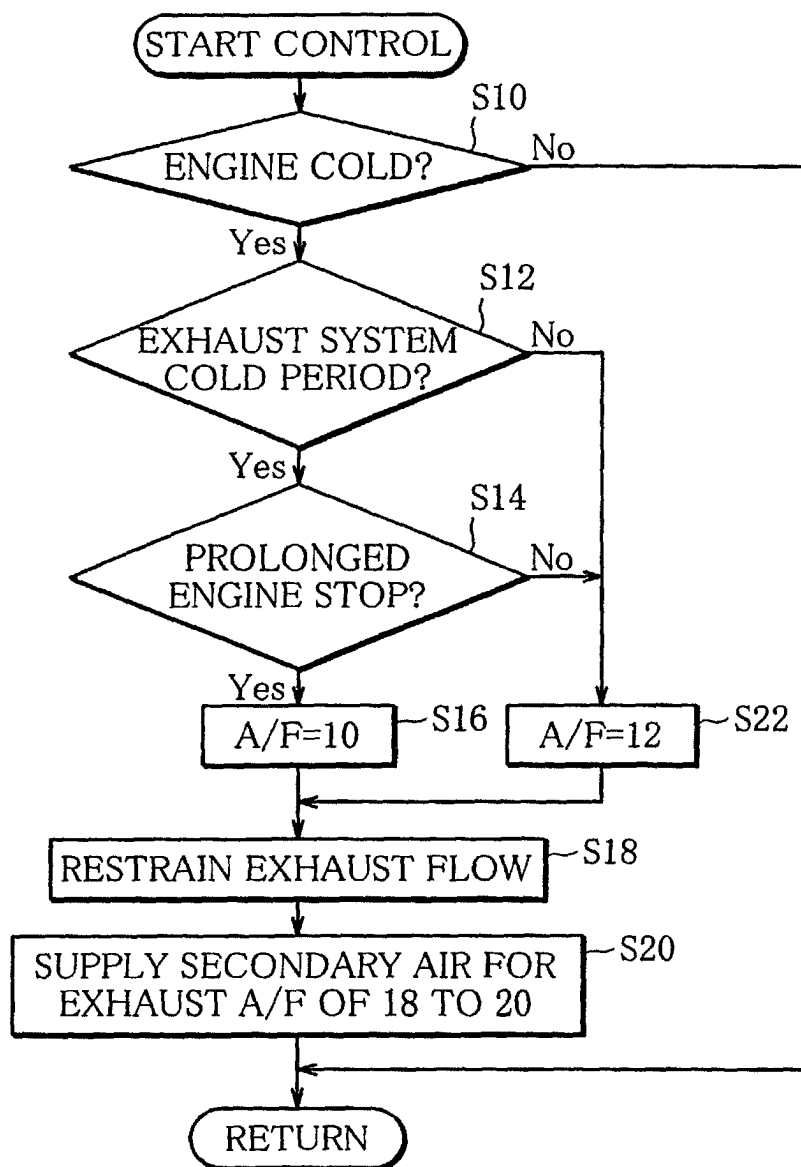 START CONTROL
S10
ENGINE COLD?
No
Yes
S12
EXHAUST SYSTEM
COLD PERIOD?
No
Yes
S14
PROLONGED
ENGINE STOP?
No
Yes
A/F=10
S16
A/F=12
S22
RESTRAIN EXHAUST FLOW
S18
S20
SUPPLY SECONDARY AIR FOR
EXHAUST A/F OF 18 TO 20
RETURN